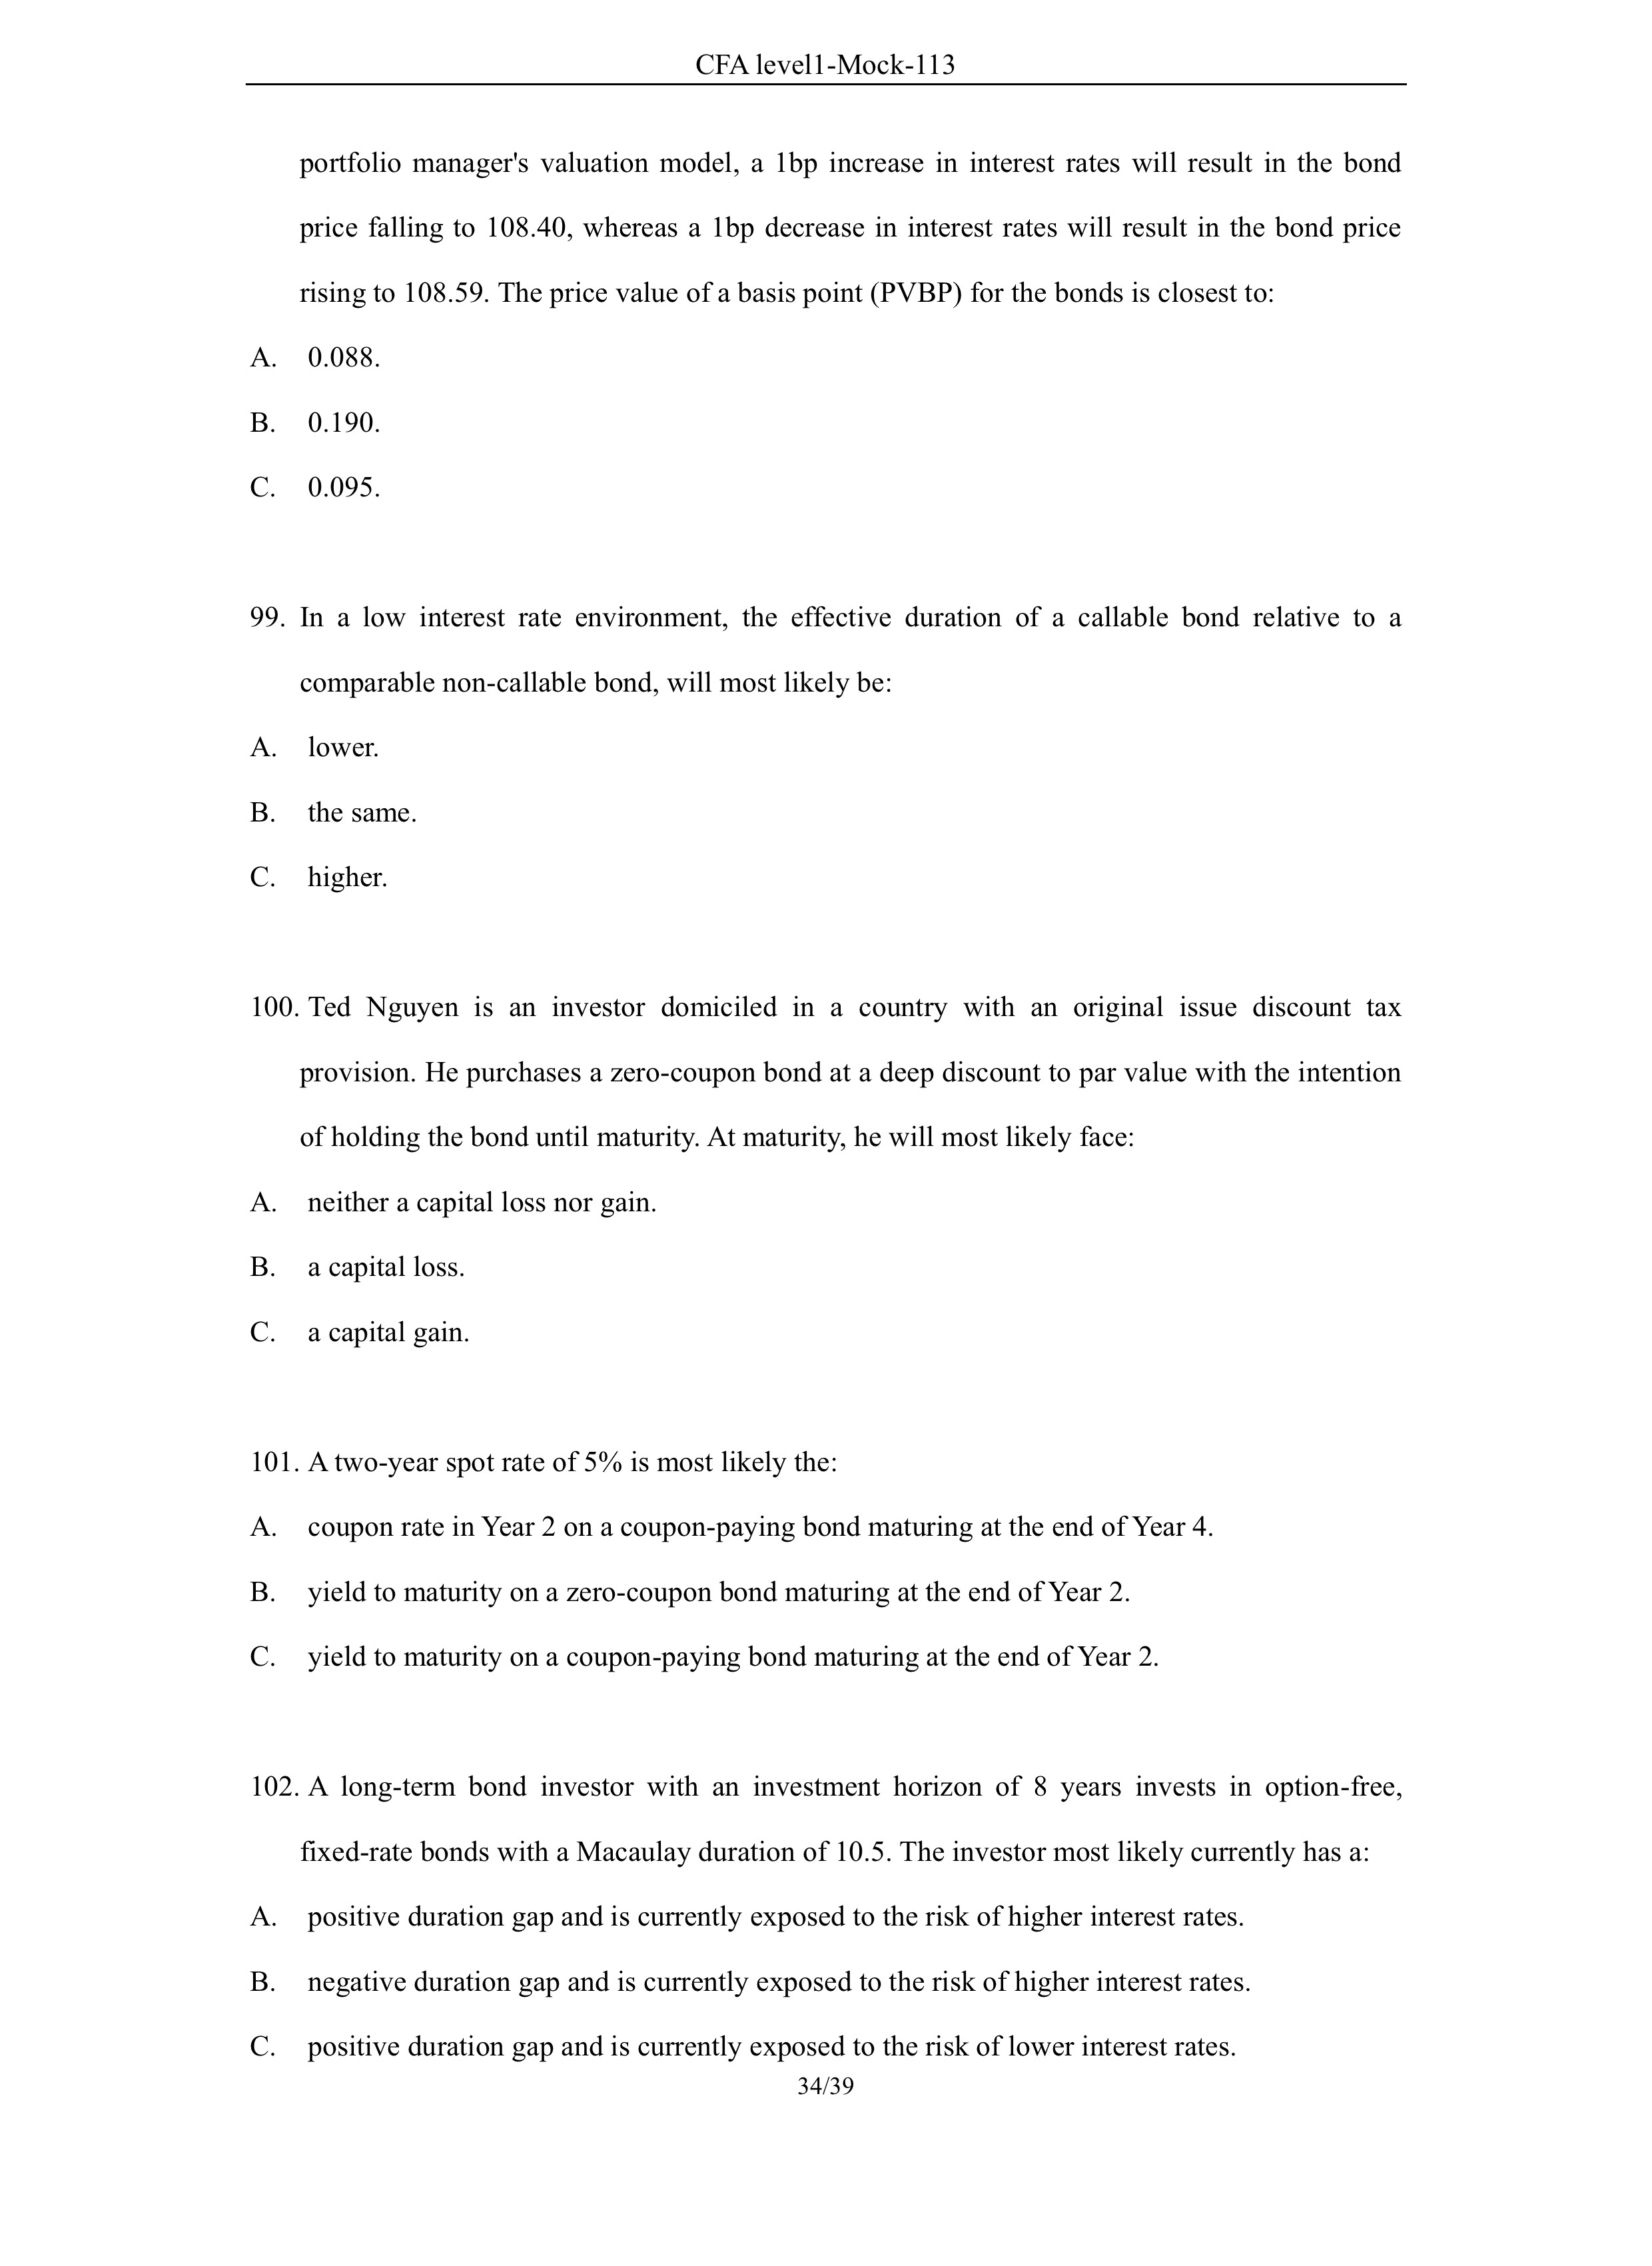 CFA level1-Mock-113
portfolio manager's valuation model, a 1bp increase in interest rates will result in the bond
price falling to 108.40, whereas a 1bp decrease in interest rates will result in the bond price
rising to 108.59. The price value of a basis point (PVBP) for the bonds is closest to:
A. 0.088.
B. 0.190.
C. 0.095.
99. In a low interest rate environment, the effective duration of a callable bond relative to a
comparable non-callable bond, will most likely be:
A. lower.
B. the same.
C. higher.
100. Ted Nguyen is an investor domiciled in a country with an original issue discount tax
provision. He purchases a zero-coupon bond at a deep discount to par value with the intention
of holding the bond until maturity. At maturity, he will most likely face:
A. neither a capital loss nor gain.
B. a capital loss.
C. a capital gain.
101. A two-year spot rate of 5% is most likely the:
A. coupon rate in Year 2 on a coupon-paying bond maturing at the end of Year 4.
B. yield to maturity on a zero-coupon bond maturing at the end of Year 2.
C. yield to maturity on a coupon-paying bond maturing at the end of Year 2.
102. A long-term bond investor with an investment horizon of 8 years invests in option-free,
fixed-rate bonds with a Macaulay duration of 10.5. The investor most likely currently has a:
A. positive duration gap and is currently exposed to the risk of higher interest rates.
B. negative duration gap and is currently exposed to the risk of higher interest rates.
C. positive duration gap and is currently exposed to the risk of lower interest rates.
34/39